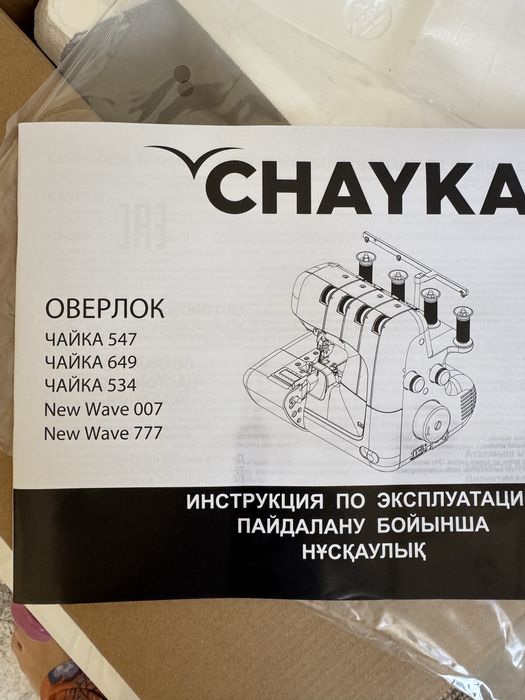 CHAYKA
ОВЕРЛОК
ЧАЙКА 547
ЧАЙКА 649
ЧАЙКА 534
New Wave 007
New Wave 777
ИНСТРУКЦИЯ ПО ЭКСПЛУАТАЦИ
ПАЙДАЛАНУ БОЙЫНША
НҰСҚАУЛЫҚ